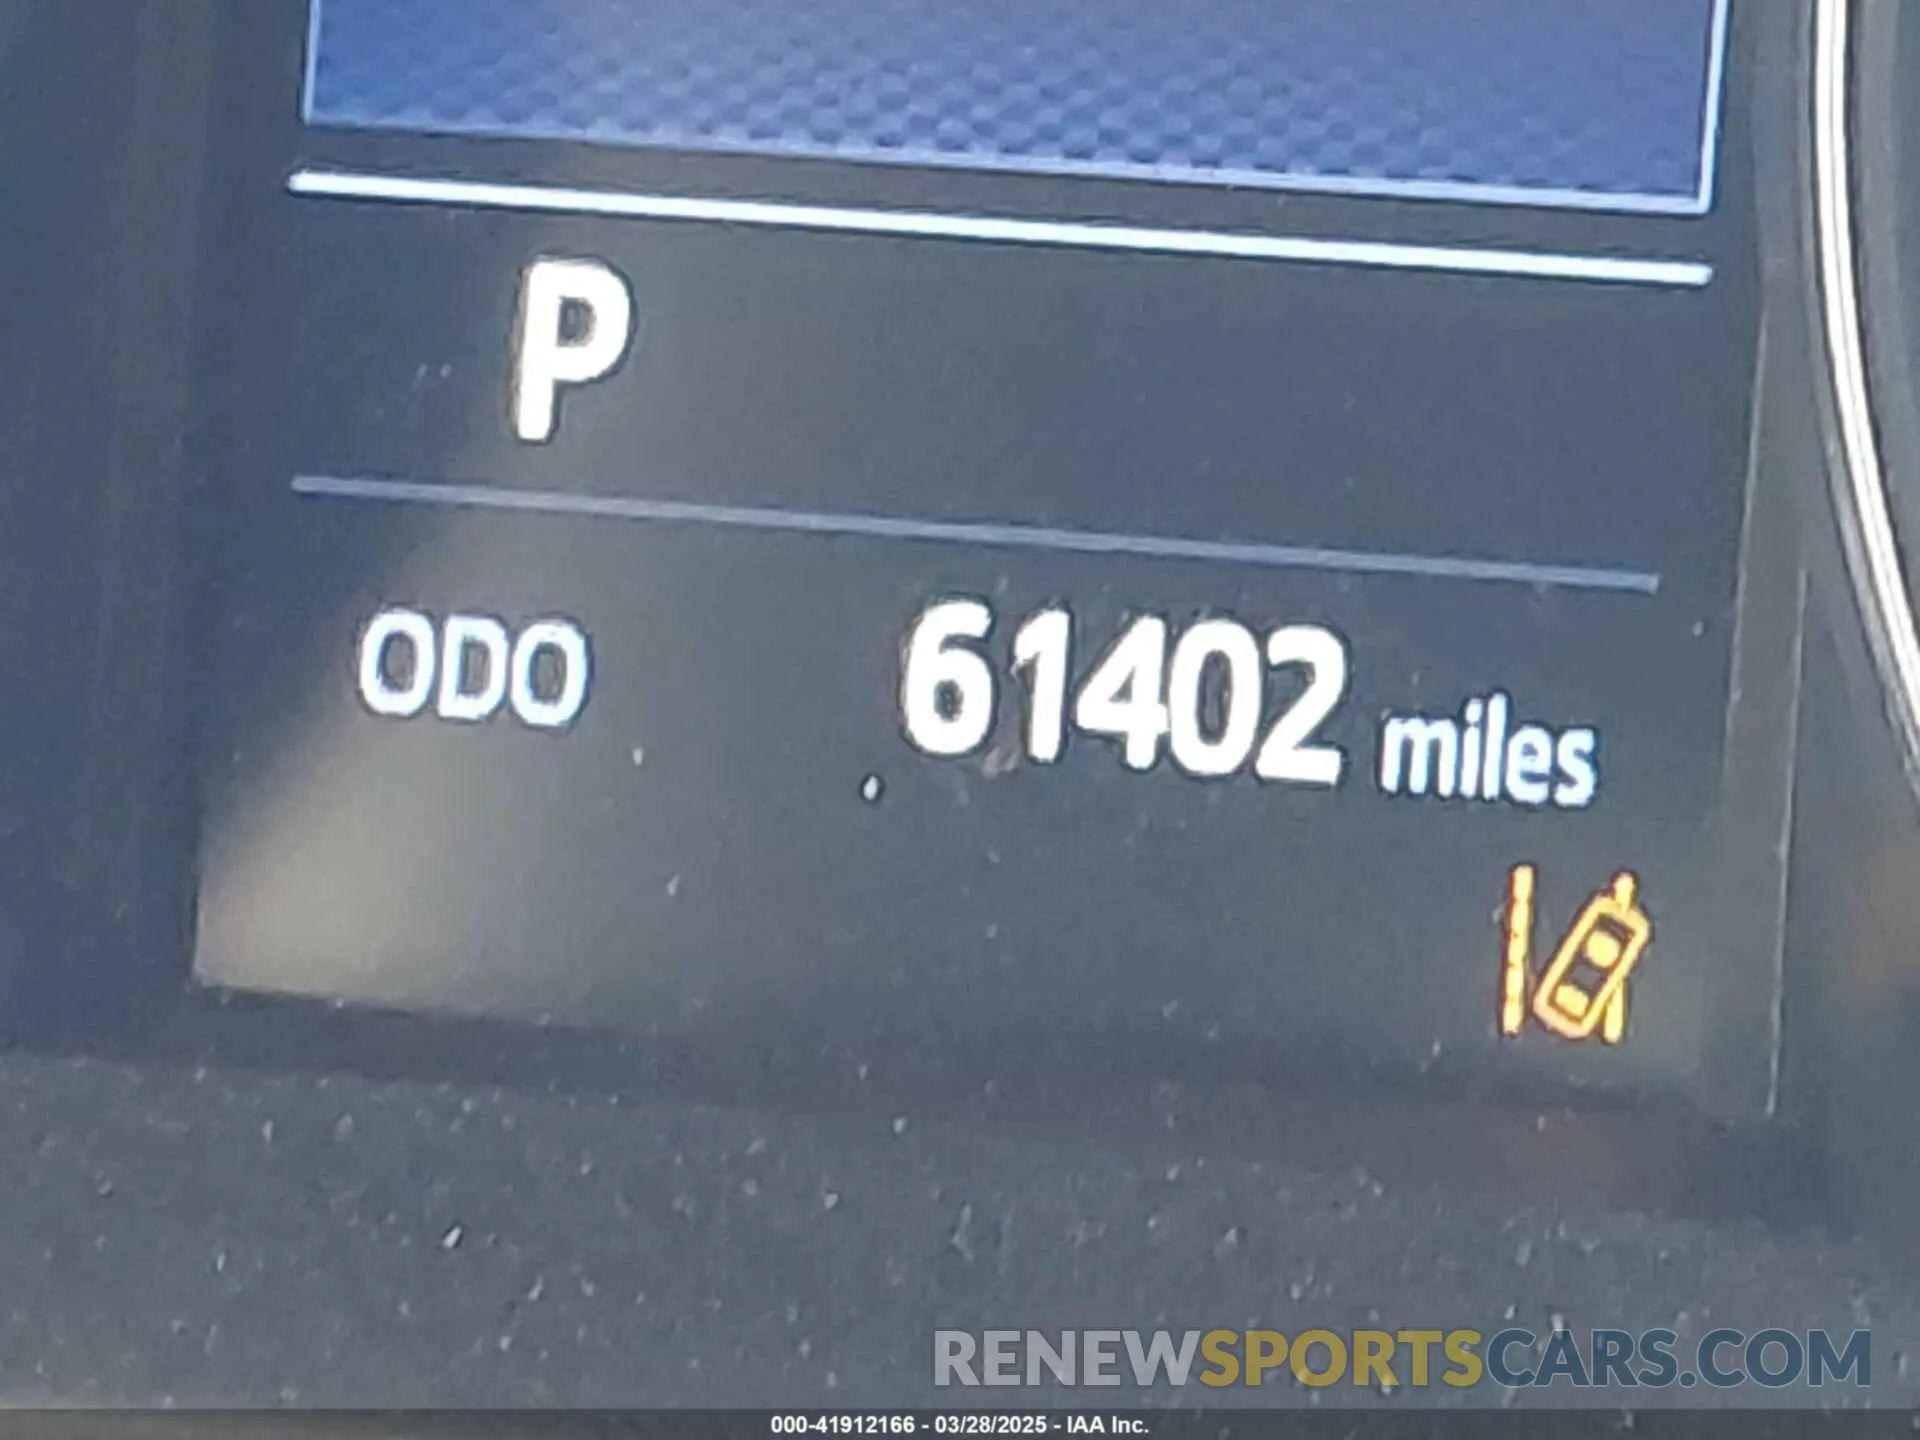 P
ODO 61402 miles
RENEWSPORTSCARS.COM
000-41912166 - 03/28/2025 - IAA Inc.